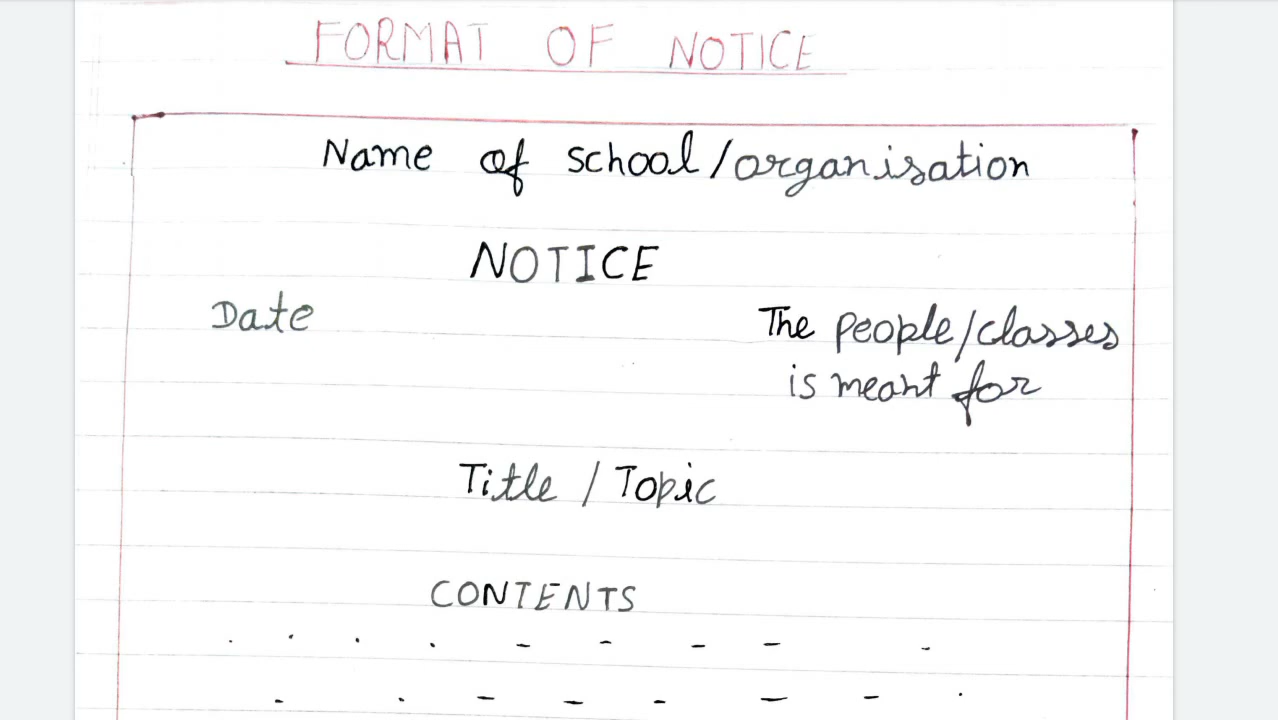 FORMAT OF NOTICE
Name of school/organisation
NOTICE
Date The people/classes
is meant for
Title / Topic
CONTENTS